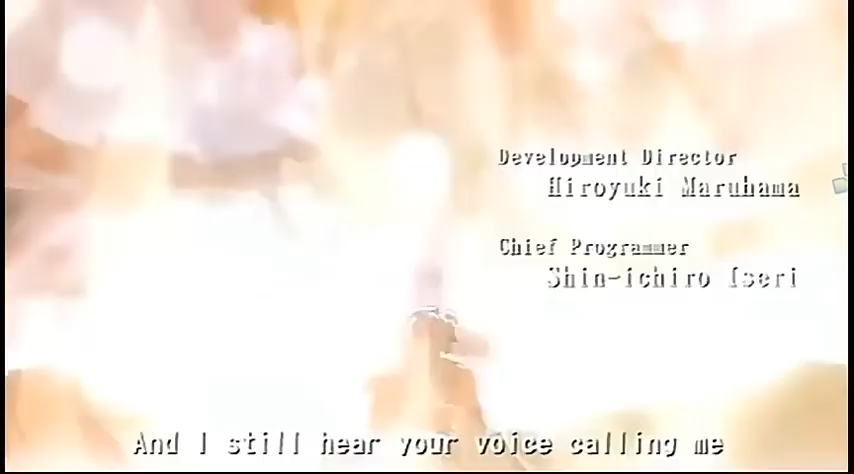 Development Director
Hiroyuki Maruhama
Chief Programmer
Shin-ichiro Iseri
And I still hear your voice calling me